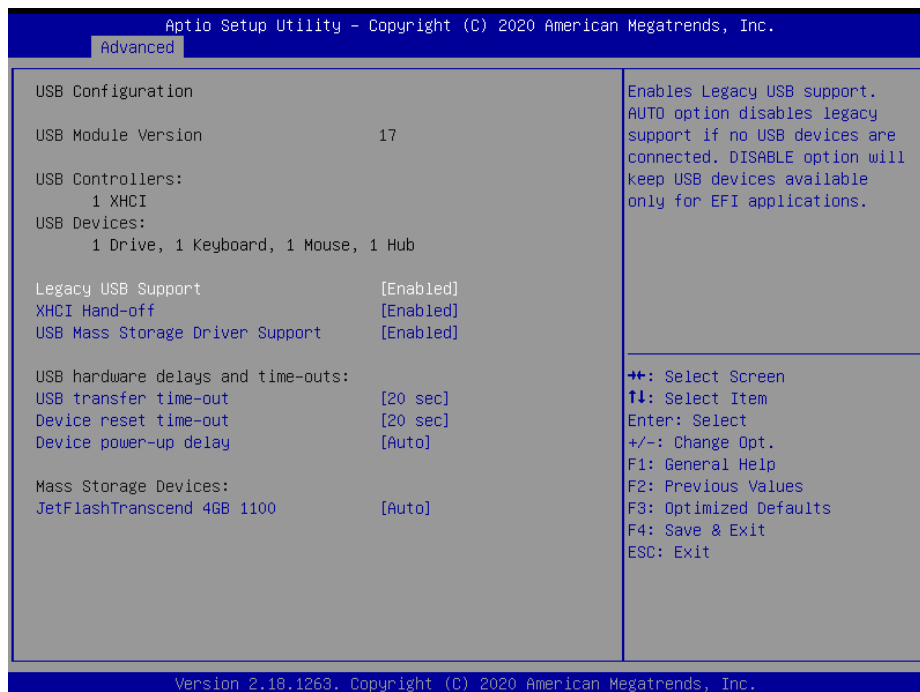 Aptio Setup Utility – Copyright (C) 2020 American Megatrends, Inc.
Advanced
USB Configuration
USB Module Version 17
USB Controllers:
1 XHCI
USB Devices:
1 Drive, 1 Keyboard, 1 Mouse, 1 Hub
Legacy USB Support [Enabled]
XHCI Hand-off [Enabled]
USB Mass Storage Driver Support [Enabled]
USB hardware delays and time-outs:
USB transfer time-out [20 sec]
Device reset time-out [20 sec]
Device power-up delay [Auto]
Mass Storage Devices:
JetFlashTranscend 4GB 1100 [Auto]
Enables Legacy USB support.
AUTO option disables legacy
support if no USB devices are
connected. DISABLE option will
keep USB devices available
only for EFI applications.
→←: Select Screen
↑↓: Select Item
Enter: Select
+/-: Change Opt.
F1: General Help
F2: Previous Values
F3: Optimized Defaults
F4: Save & Exit
ESC: Exit
Version 2.18.1263. Copyright (C) 2020 American Megatrends, Inc.